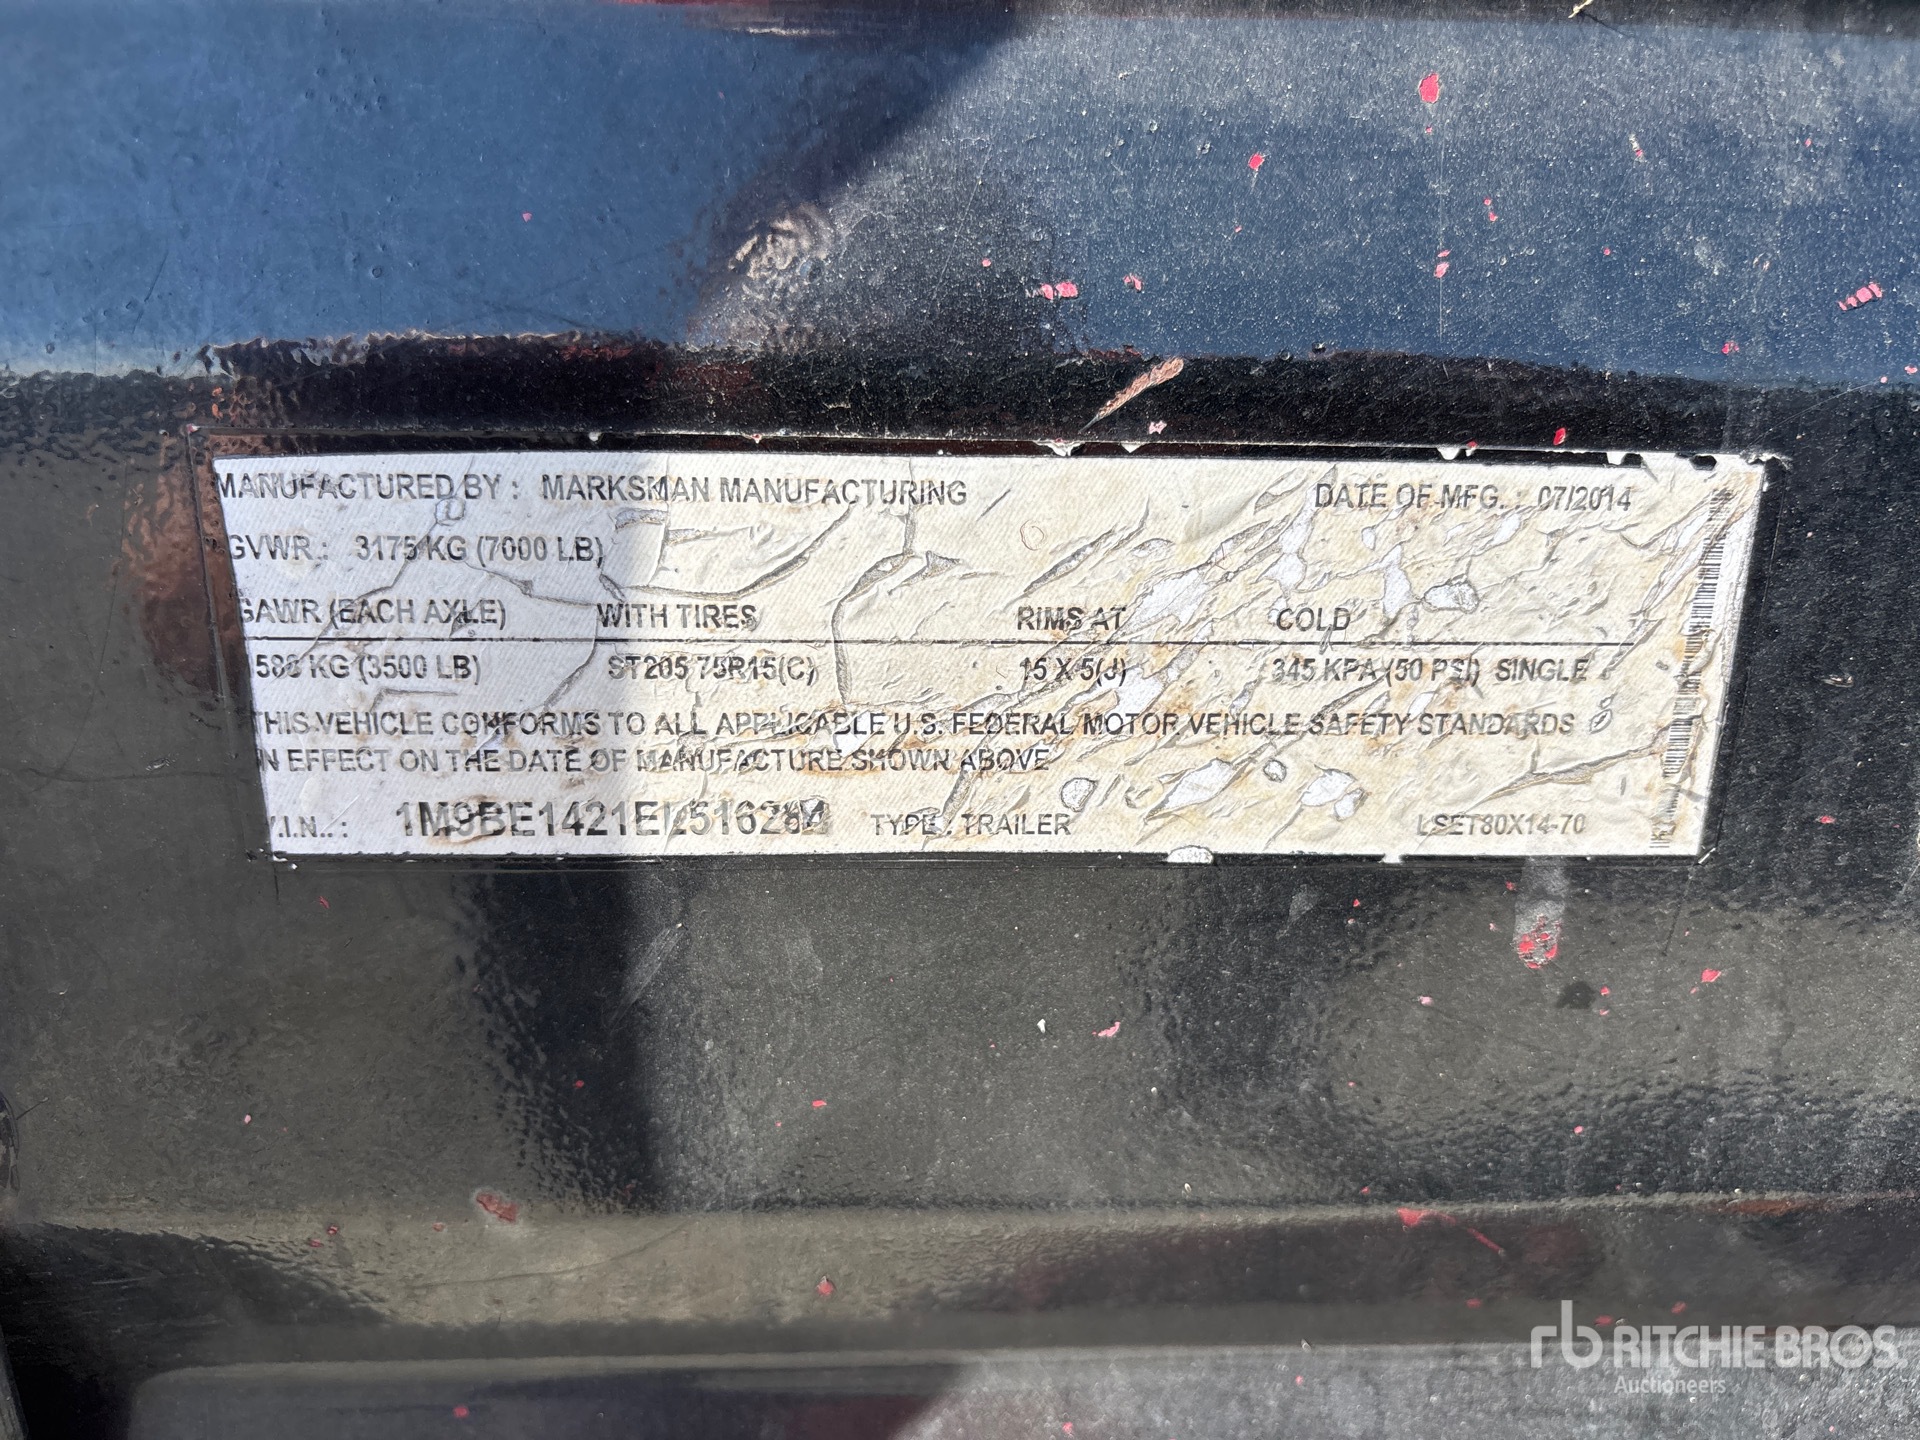 MANUFACTURED BY : MARKSMAN MANUFACTURING DATE OF MFG. : 07/2014
GVWR : 3175 KG (7000 LB)
GAWR (EACH AXLE) WITH TIRES RIMS AT COLD
KG (3500 LB) ST205 75R15(C) 15 X 5(J) 345 KPA (50 PSI) SINGLE
THIS VEHICLE CONFORMS TO ALL APPLICABLE U.S. FEDERAL MOTOR VEHICLE SAFETY STANDARDS
IN EFFECT ON THE DATE OF MANUFACTURE SHOWN ABOVE
V.I.N.. : TYPE : TRAILER LSET80X14-70
rb RITCHIE BROS.
Auctioneers